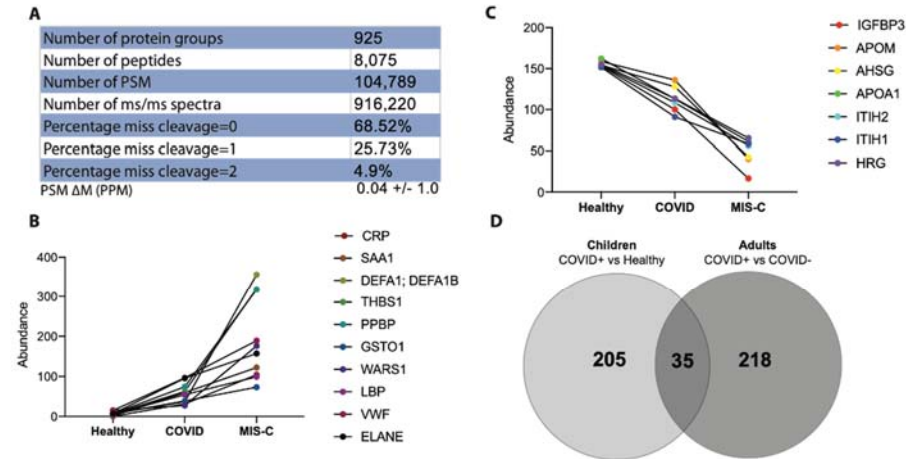 A
Number of protein groups 925
Number of peptides 8,075
Number of PSM 104,789
Number of ms/ms spectra 916,220
Percentage miss cleavage=0 68.52%
Percentage miss cleavage=1 25.73%
Percentage miss cleavage=2 4.9%
PSM ΔM (PPM) 0.04 +/- 1.0
B
400
300
200
100
0
Abundance
Healthy COVID MIS-C
CRP
SAA1
DEFA1; DEFA1B
THBS1
PPBP
GSTO1
WARS1
LBP
VWF
ELANE
C
200
150
100
50
0
Abundance
Healthy COVID MIS-C
IGFBP3
APOM
AHSG
APOA1
ITIH2
ITIH1
HRG
D
Children Adults
COVID+ vs Healthy COVID+ vs COVID-
205 35 218